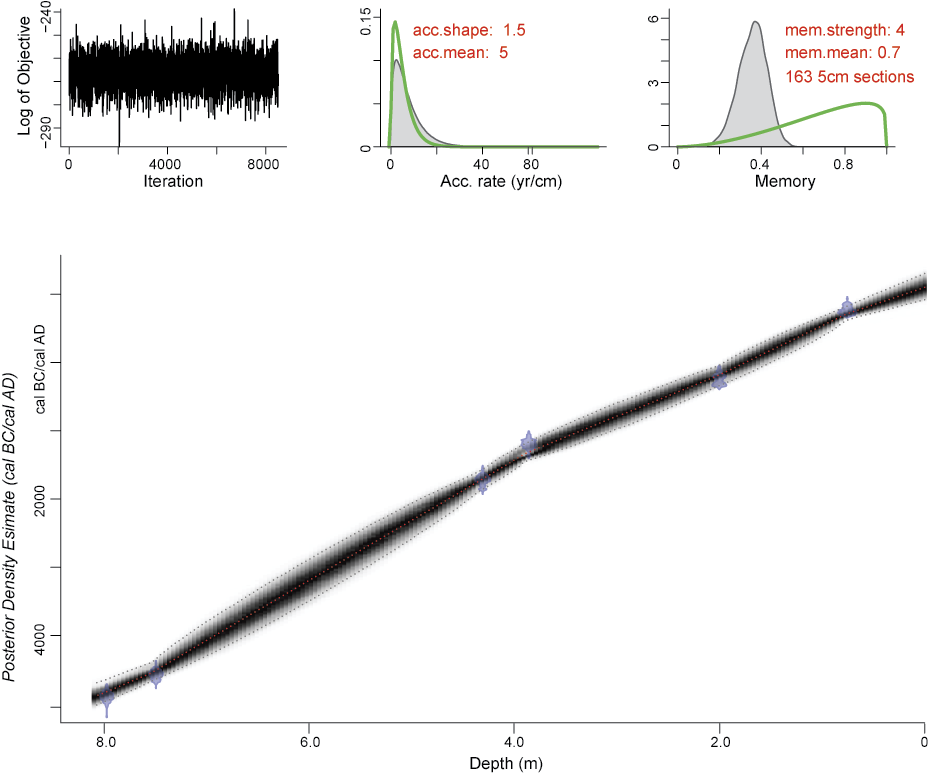 -240
-290
Log of Objective
0
4000
8000
Iteration
0.15
0
acc.shape: 1.5
acc.mean: 5
0
40
80
Acc. rate (yr/cm)
6
3
0
mem.strength: 4
mem.mean: 0.7
163 5cm sections
0
0.4
0.8
Memory
Posterior Density Esimate (cal BC/cal AD)
cal BC/cal AD
2000
4000
8.0
6.0
4.0
2.0
0
Depth (m)